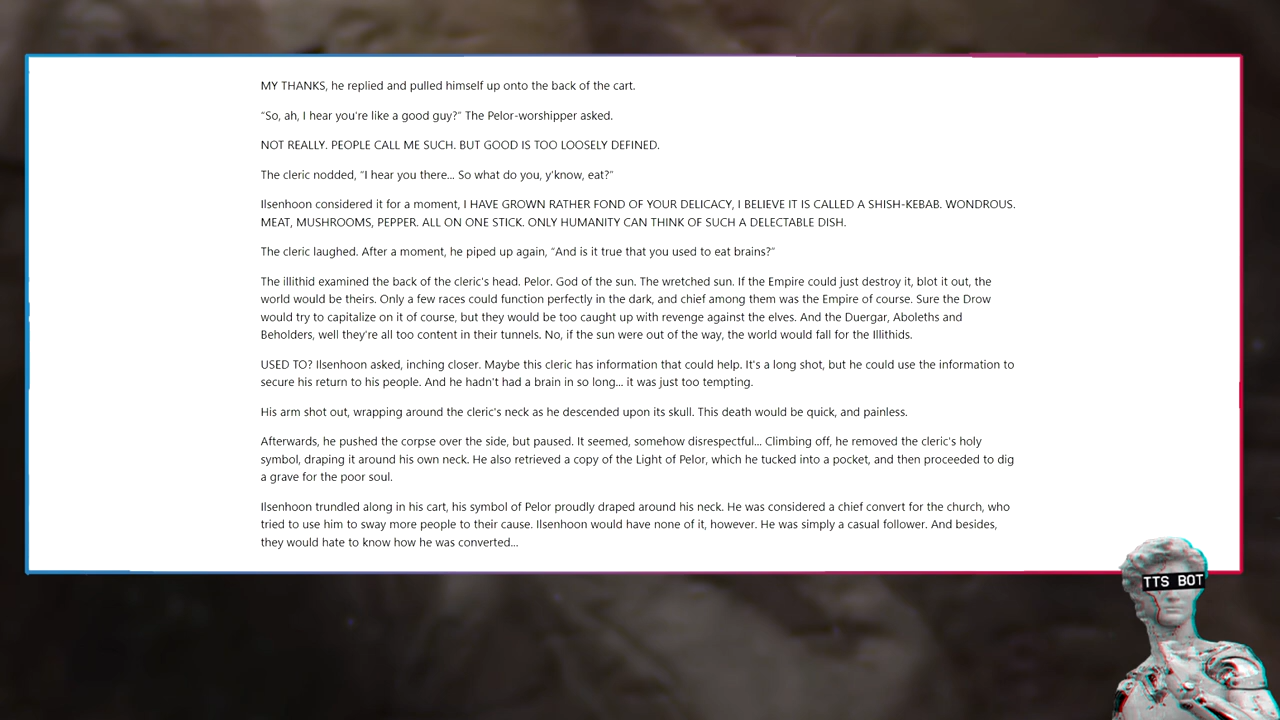 MY THANKS, he replied and pulled himself up onto the back of the cart.
“So, ah, I hear you're like a good guy?” The Pelor-worshipper asked.
NOT REALLY. PEOPLE CALL ME SUCH. BUT GOOD IS TOO LOOSELY DEFINED.
The cleric nodded, “I hear you there... So what do you, y'know, eat?”
Ilsenhoon considered it for a moment, I HAVE GROWN RATHER FOND OF YOUR DELICACY, I BELIEVE IT IS CALLED A SHISH-KEBAB. WONDROUS.
MEAT, MUSHROOMS, PEPPER. ALL ON ONE STICK. ONLY HUMANITY CAN THINK OF SUCH A DELECTABLE DISH.
The cleric laughed. After a moment, he piped up again, “And is it true that you used to eat brains?”
The illithid examined the back of the cleric's head. Pelor. God of the sun. The wretched sun. If the Empire could just destroy it, blot it out, the
world would be theirs. Only a few races could function perfectly in the dark, and chief among them was the Empire of course. Sure the Drow
would try to capitalize on it of course, but they would be too caught up with revenge against the elves. And the Duergar, Aboleths and
Beholders, well they're all too content in their tunnels. No, if the sun were out of the way, the world would fall for the Illithids.
USED TO? Ilsenhoon asked, inching closer. Maybe this cleric has information that could help. It's a long shot, but he could use the information to
secure his return to his people. And he hadn't had a brain in so long... it was just too tempting.
His arm shot out, wrapping around the cleric's neck as he descended upon its skull. This death would be quick, and painless.
Afterwards, he pushed the corpse over the side, but paused. It seemed, somehow disrespectful... Climbing off, he removed the cleric's holy
symbol, draping it around his own neck. He also retrieved a copy of the Light of Pelor, which he tucked into a pocket, and then proceeded to dig
a grave for the poor soul.
Ilsenhoon trundled along in his cart, his symbol of Pelor proudly draped around his neck. He was considered a chief convert for the church, who
tried to use him to sway more people to their cause. Ilsenhoon would have none of it, however. He was simply a casual follower. And besides,
they would hate to know how he was converted...
TTS BOT